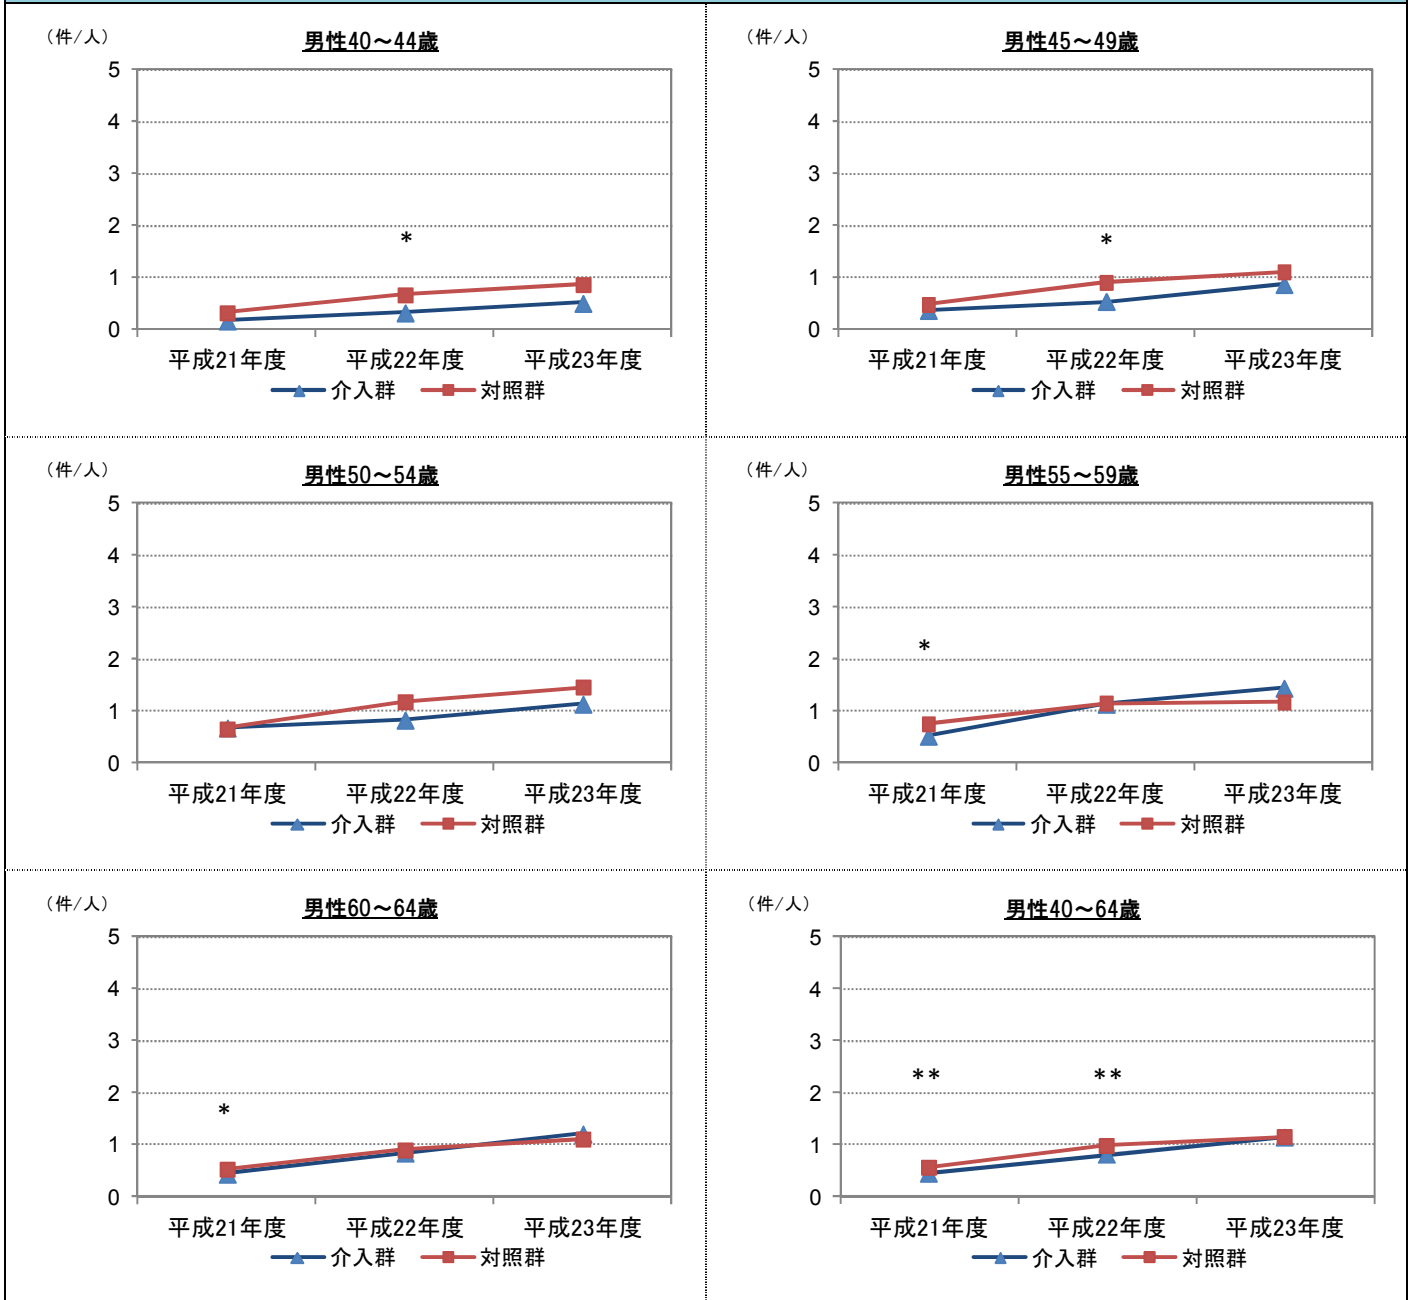 （件/人）
男性40～44歳
5
4
3
2
*
1
0
平成21年度 平成22年度 平成23年度
介入群 対照群
（件/人）
男性45～49歳
5
4
3
2
*
1
0
平成21年度 平成22年度 平成23年度
介入群 対照群
（件/人）
男性50～54歳
5
4
3
2
1
0
平成21年度 平成22年度 平成23年度
介入群 対照群
（件/人）
男性55～59歳
5
4
3
*
2
1
0
平成21年度 平成22年度 平成23年度
介入群 対照群
（件/人）
男性60～64歳
5
4
3
2
*
1
0
平成21年度 平成22年度 平成23年度
介入群 対照群
（件/人）
男性40～64歳
5
4
3
** **
2
1
0
平成21年度 平成22年度 平成23年度
介入群 対照群